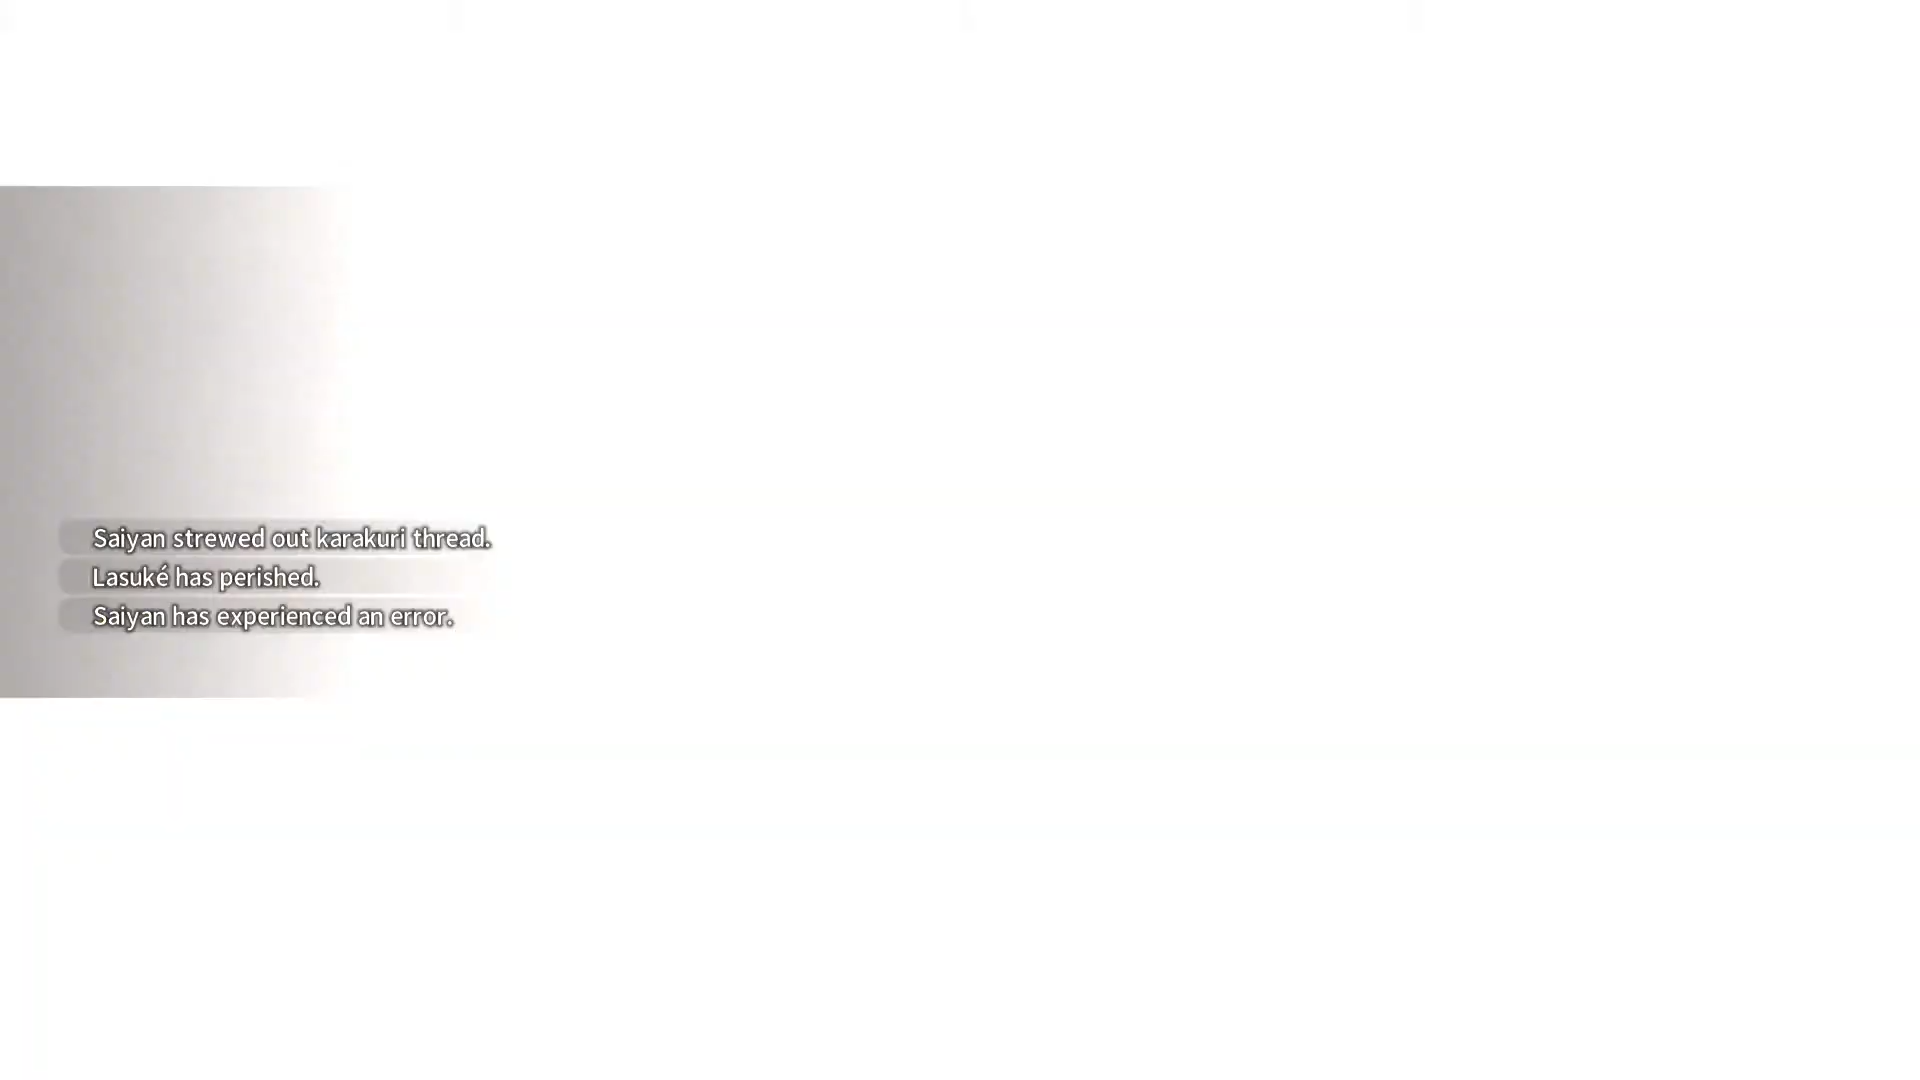 Saiyan strewed out karakuri thread.
Lasuké has perished.
Saiyan has experienced an error.